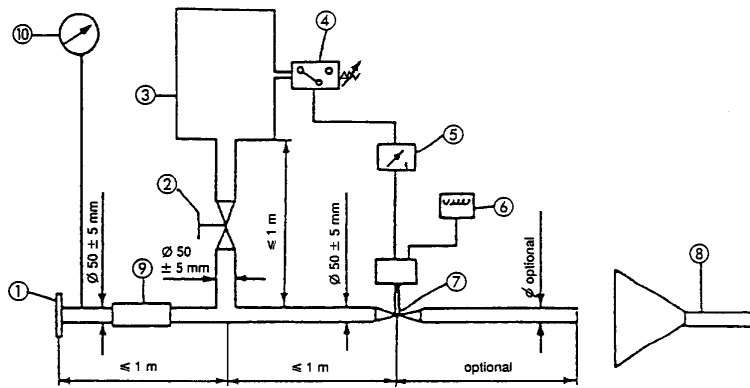 ⑩
④
③
⑤
②
⑥
⩽ 1 m
Ø 50 ± 5 mm
Ø 50
± 5 mm
Ø 50 ± 5 mm
⑦
Ø optional
⑧
①
⑨
⩽ 1 m
⩽ 1 m
optional